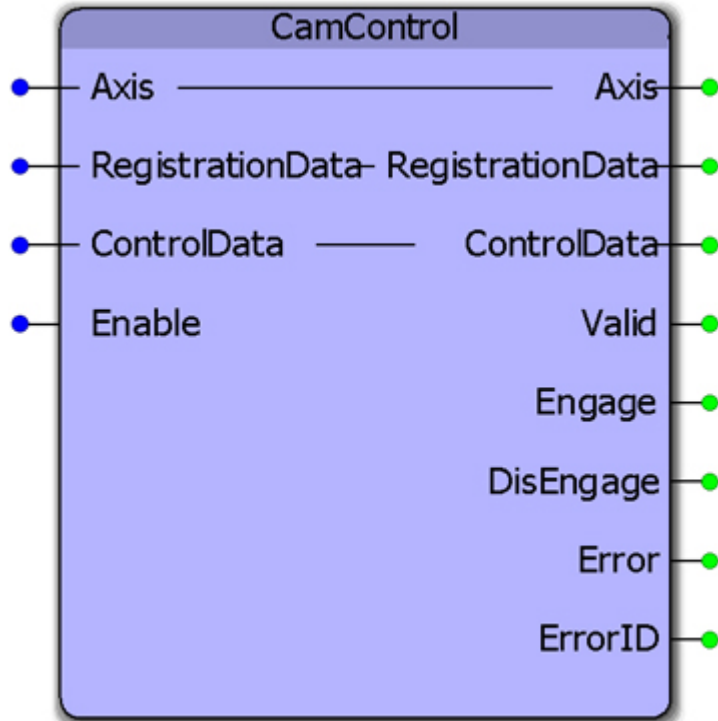 CamControl
Axis Axis
RegistrationData RegistrationData
ControlData ControlData
Enable Valid
Engage
DisEngage
Error
ErrorID